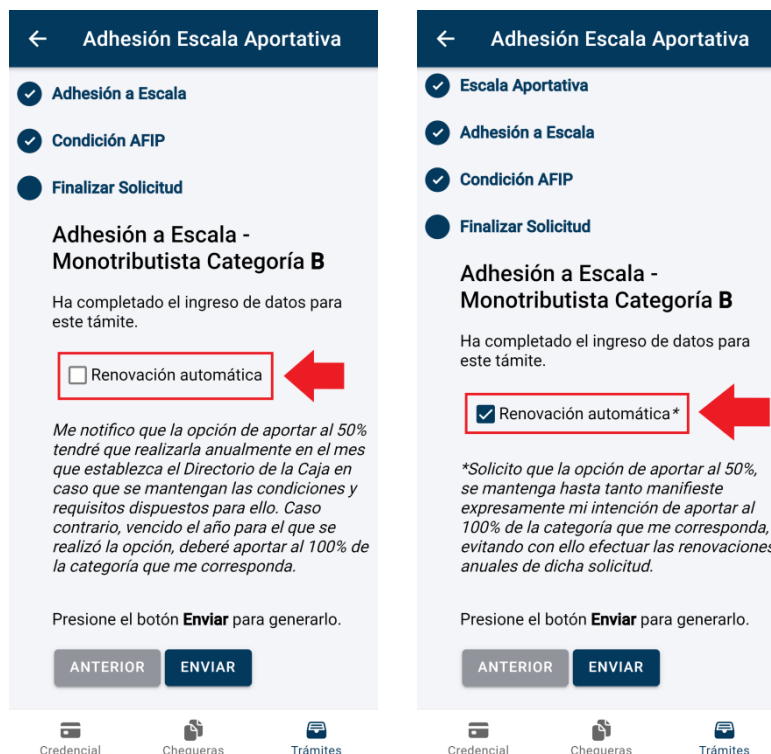 Adhesión Escala Aportativa
Adhesión a Escala
Condición AFIP
Finalizar Solicitud
Adhesión a Escala -
Monotributista Categoría B
Ha completado el ingreso de datos para
este támite.
Renovación automática
Me notifico que la opción de aportar al 50%
tendré que realizarla anualmente en el mes
que establezca el Directorio de la Caja en
caso que se mantengan las condiciones y
requisitos dispuestos para ello. Caso
contrario, vencido el año para el que se
realizó la opción, deberé aportar al 100% de
la categoría que me corresponda.
Presione el botón Enviar para generarlo.
ANTERIOR ENVIAR
Credencial Chequeras Trámites
Adhesión Escala Aportativa
Escala Aportativa
Adhesión a Escala
Condición AFIP
Finalizar Solicitud
Adhesión a Escala -
Monotributista Categoría B
Ha completado el ingreso de datos para
este támite.
Renovación automática*
*Solicito que la opción de aportar al 50%,
se mantenga hasta tanto manifieste
expresamente mi intención de aportar al
100% de la categoría que me corresponda,
evitando con ello efectuar las renovaciones
anuales de dicha solicitud.
Presione el botón Enviar para generarlo.
ANTERIOR ENVIAR
Credencial Chequeras Trámites